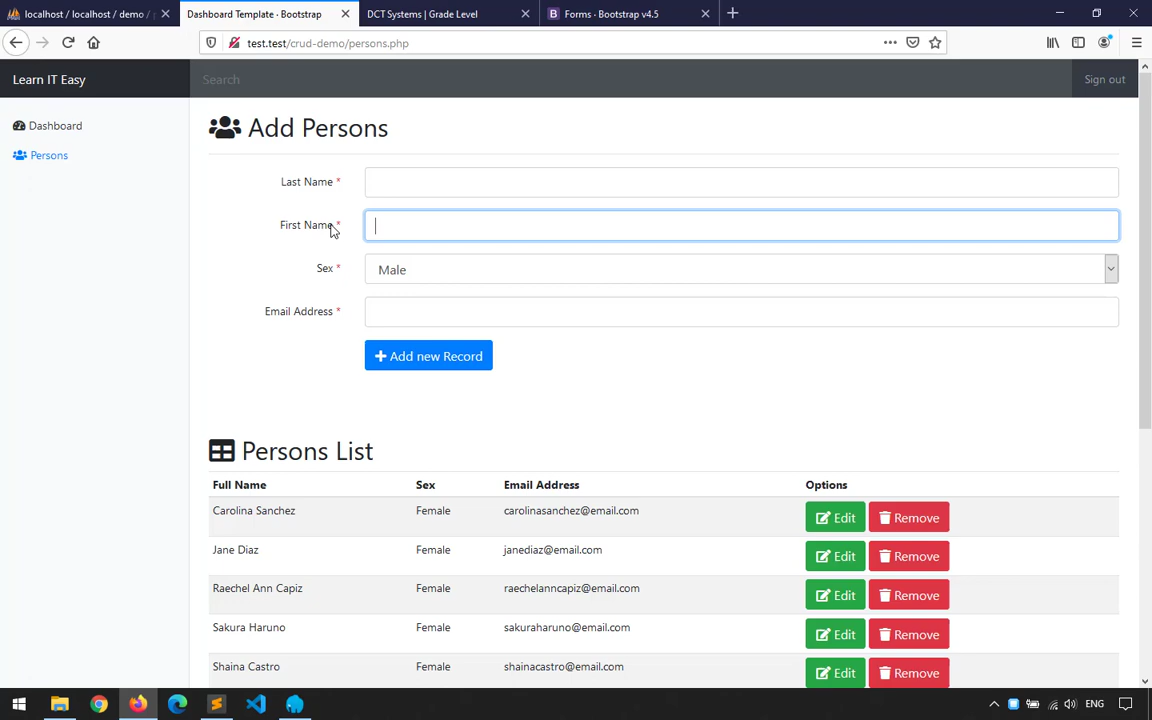 localhost / localhost / demo /
Dashboard Template · Bootstrap
DCT Systems | Grade Level
B Forms · Bootstrap v4.5
test.test/crud-demo/persons.php
Learn IT Easy
Search
Sign out
Dashboard
Persons
Add Persons
Last Name *
First Name *
Sex *
Male
Email Address *
Add new Record
Persons List
Full Name Sex Email Address Options
Carolina Sanchez Female carolinasanchez@email.com Edit Remove
Jane Diaz Female janediaz@email.com Edit Remove
Raechel Ann Capiz Female raechelanncapiz@email.com Edit Remove
Sakura Haruno Female sakuraharuno@email.com Edit Remove
Shaina Castro Female shainacastro@email.com Edit Remove
ENG